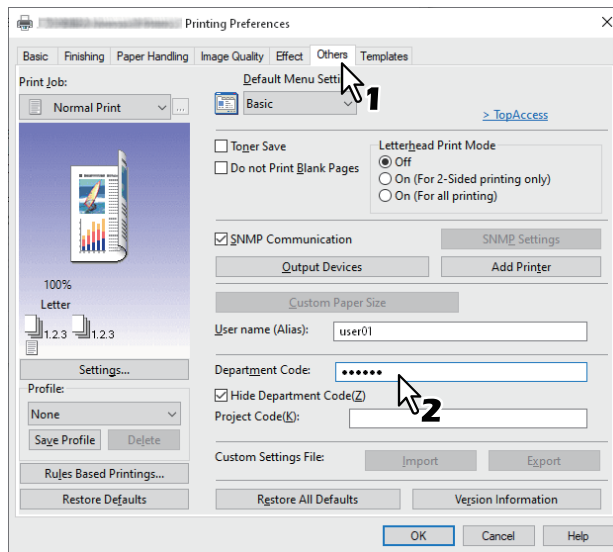 Printing Preferences
Basic Finishing Paper Handling Image Quality Effect Others Templates
Print Job:
Normal Print
...
100%
Letter
1.2.3 1.2.3
Settings...
Profile:
None
Save Profile Delete
Rules Based Printings...
Restore Defaults
Default Menu Setti
Basic
1
> TopAccess
Toner Save
Do not Print Blank Pages
Letterhead Print Mode
Off
On (For 2-Sided printing only)
On (For all printing)
SNMP Communication SNMP Settings
Output Devices Add Printer
Custom Paper Size
User name (Alias): user01
Department Code: ••••••
2
Hide Department Code(Z)
Project Code(K):
Custom Settings File: Import Export
Restore All Defaults Version Information
OK Cancel Help